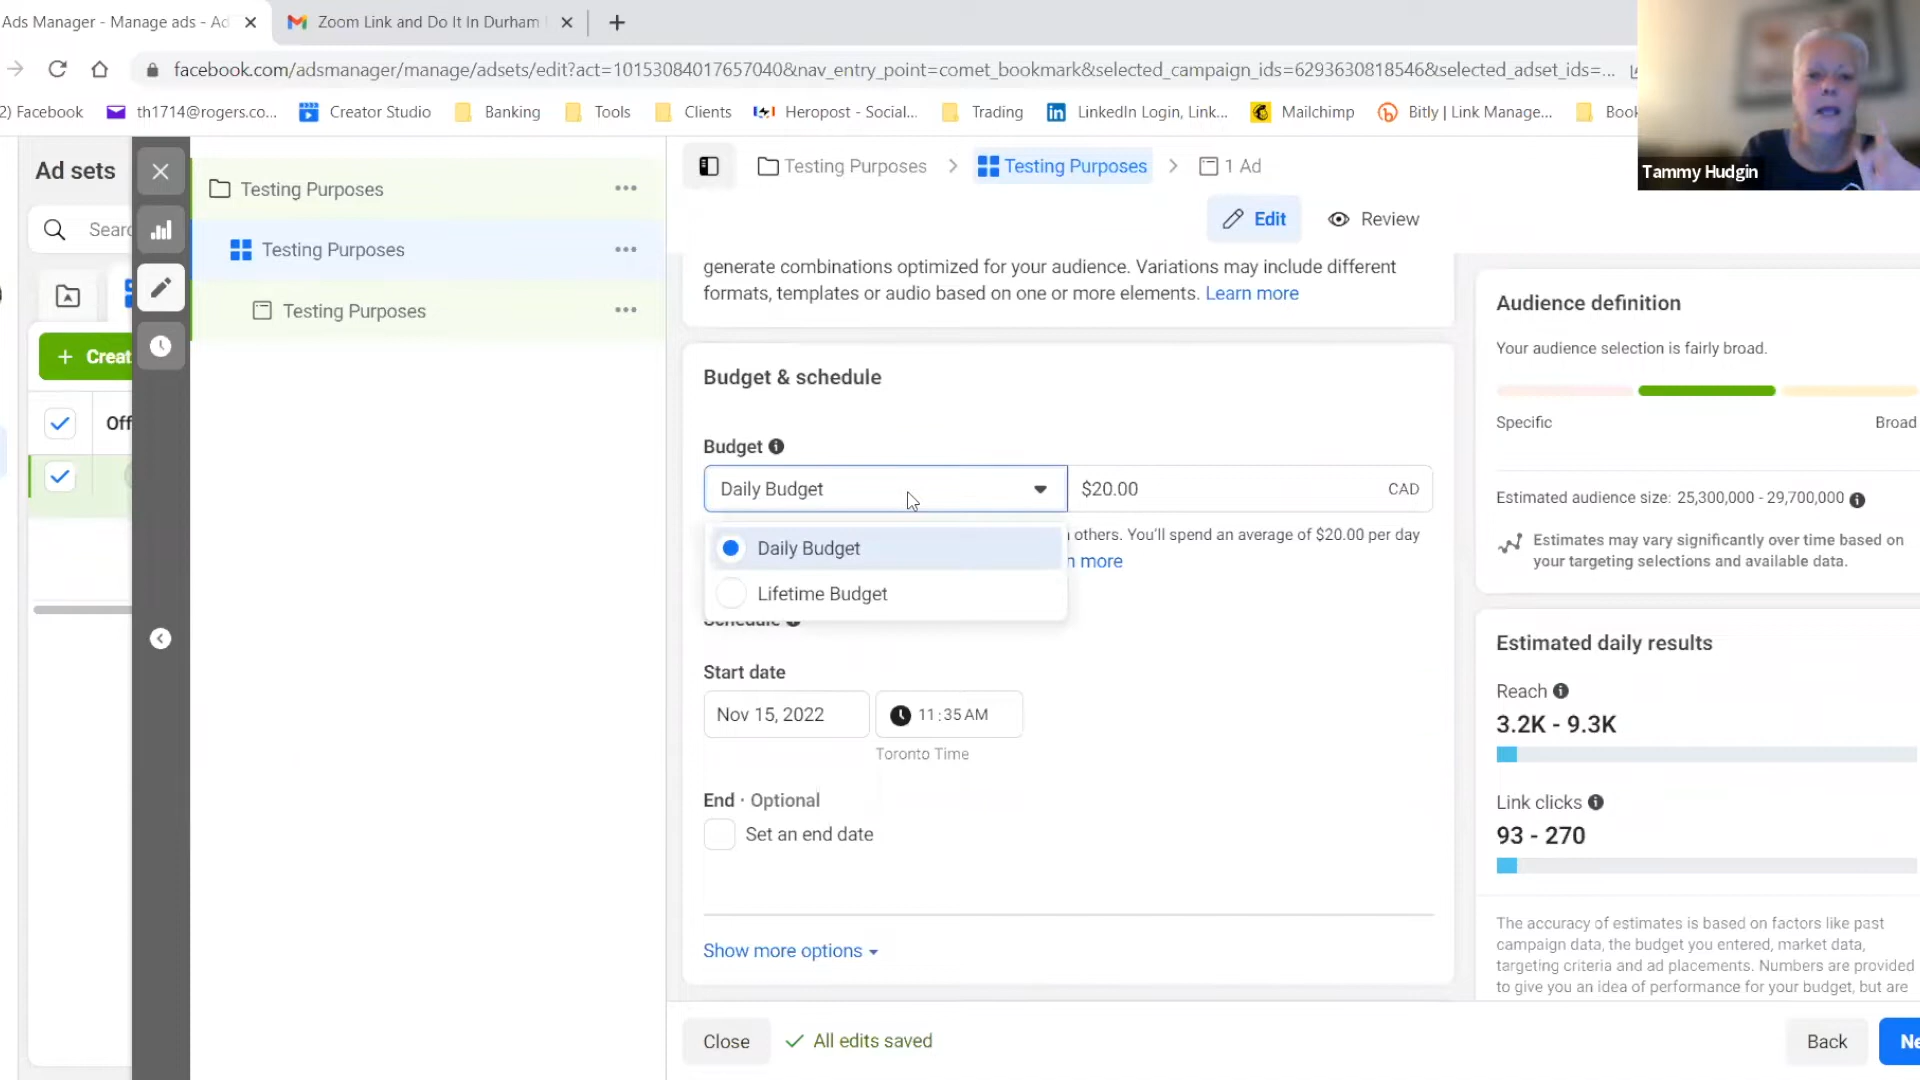 Ads Manager - Manage ads - Ad
Zoom Link and Do It In Durham
facebook.com/adsmanager/manage/adsets/edit?act=10153084017657040&nav_entry_point=comet_bookmark&selected_campaign_ids=6293630818546&selected_adset_ids=...
2) Facebook
th1714@rogers.co...
Creator Studio
Banking
Tools
Clients
Heropost - Social...
Trading
LinkedIn Login, Link...
Mailchimp
Bitly | Link Manage...
Book
Tammy Hudgin
Ad sets
Testing Purposes
Testing Purposes
Testing Purposes
Testing Purposes
Testing Purposes
1 Ad
Sear
Edit
Review
Creat
Off
generate combinations optimized for your audience. Variations may include different
formats, templates or audio based on one or more elements. Learn more
Budget & schedule
Budget
Daily Budget
$20.00
CAD
Daily Budget
Lifetime Budget
others. You'll spend an average of $20.00 per day
more
Schedule
Start date
Nov 15, 2022
11:35 AM
Toronto Time
End · Optional
Set an end date
Show more options
Close
All edits saved
Back
Ne
Audience definition
Your audience selection is fairly broad.
Specific
Broad
Estimated audience size: 25,300,000 - 29,700,000
Estimates may vary significantly over time based on
your targeting selections and available data.
Estimated daily results
Reach
3.2K - 9.3K
Link clicks
93 - 270
The accuracy of estimates is based on factors like past
campaign data, the budget you entered, market data,
targeting criteria and ad placements. Numbers are provided
to give you an idea of performance for your budget, but are